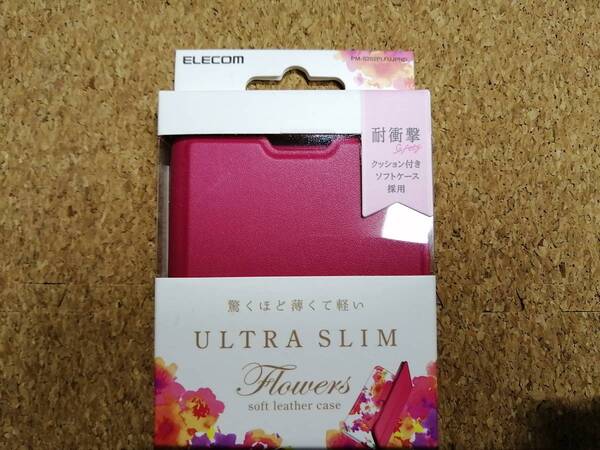 ELECOM
耐衝撃
Safety
クッション付き
ソフトケース
採用
驚くほど薄くて軽い
ULTRA SLIM
Flowers
soft leather case